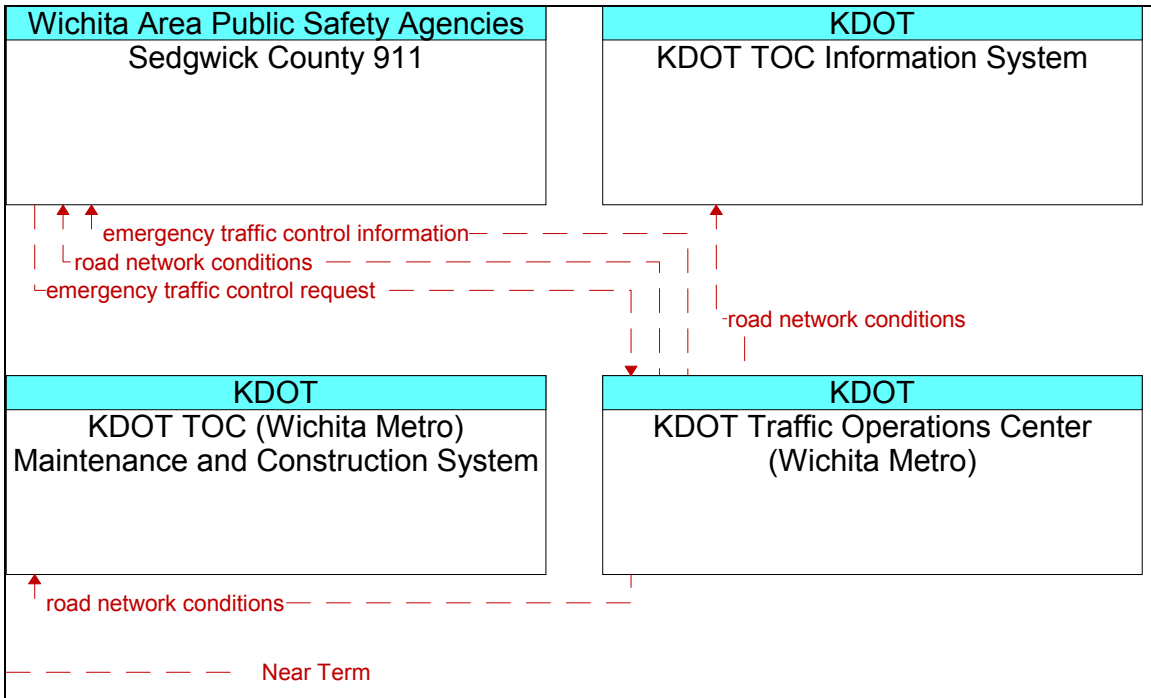 Wichita Area Public Safety Agencies
Sedgwick County 911
KDOT
KDOT TOC Information System
emergency traffic control information
road network conditions
emergency traffic control request
road network conditions
KDOT
KDOT TOC (Wichita Metro)
Maintenance and Construction System
KDOT
KDOT Traffic Operations Center
(Wichita Metro)
road network conditions
Near Term